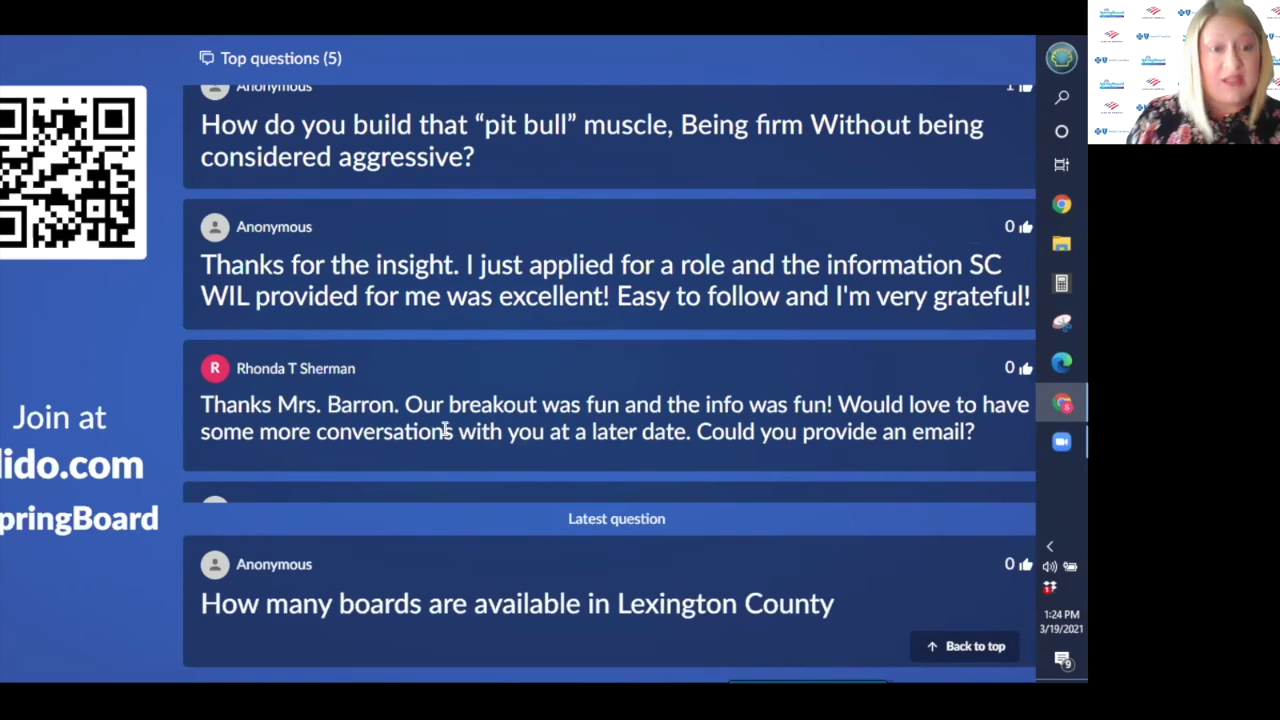 Top questions (5)
Anonymous
1
How do you build that “pit bull” muscle, Being firm Without being
considered aggressive?
Anonymous
0
Thanks for the insight. I just applied for a role and the information SC
WIL provided for me was excellent! Easy to follow and I'm very grateful!
R
Rhonda T Sherman
0
Thanks Mrs. Barron. Our breakout was fun and the info was fun! Would love to have
some more conversations with you at a later date. Could you provide an email?
Join at
lido.com
pringBoard
Latest question
Anonymous
0
How many boards are available in Lexington County
Back to top
1:24 PM
3/19/2021
9